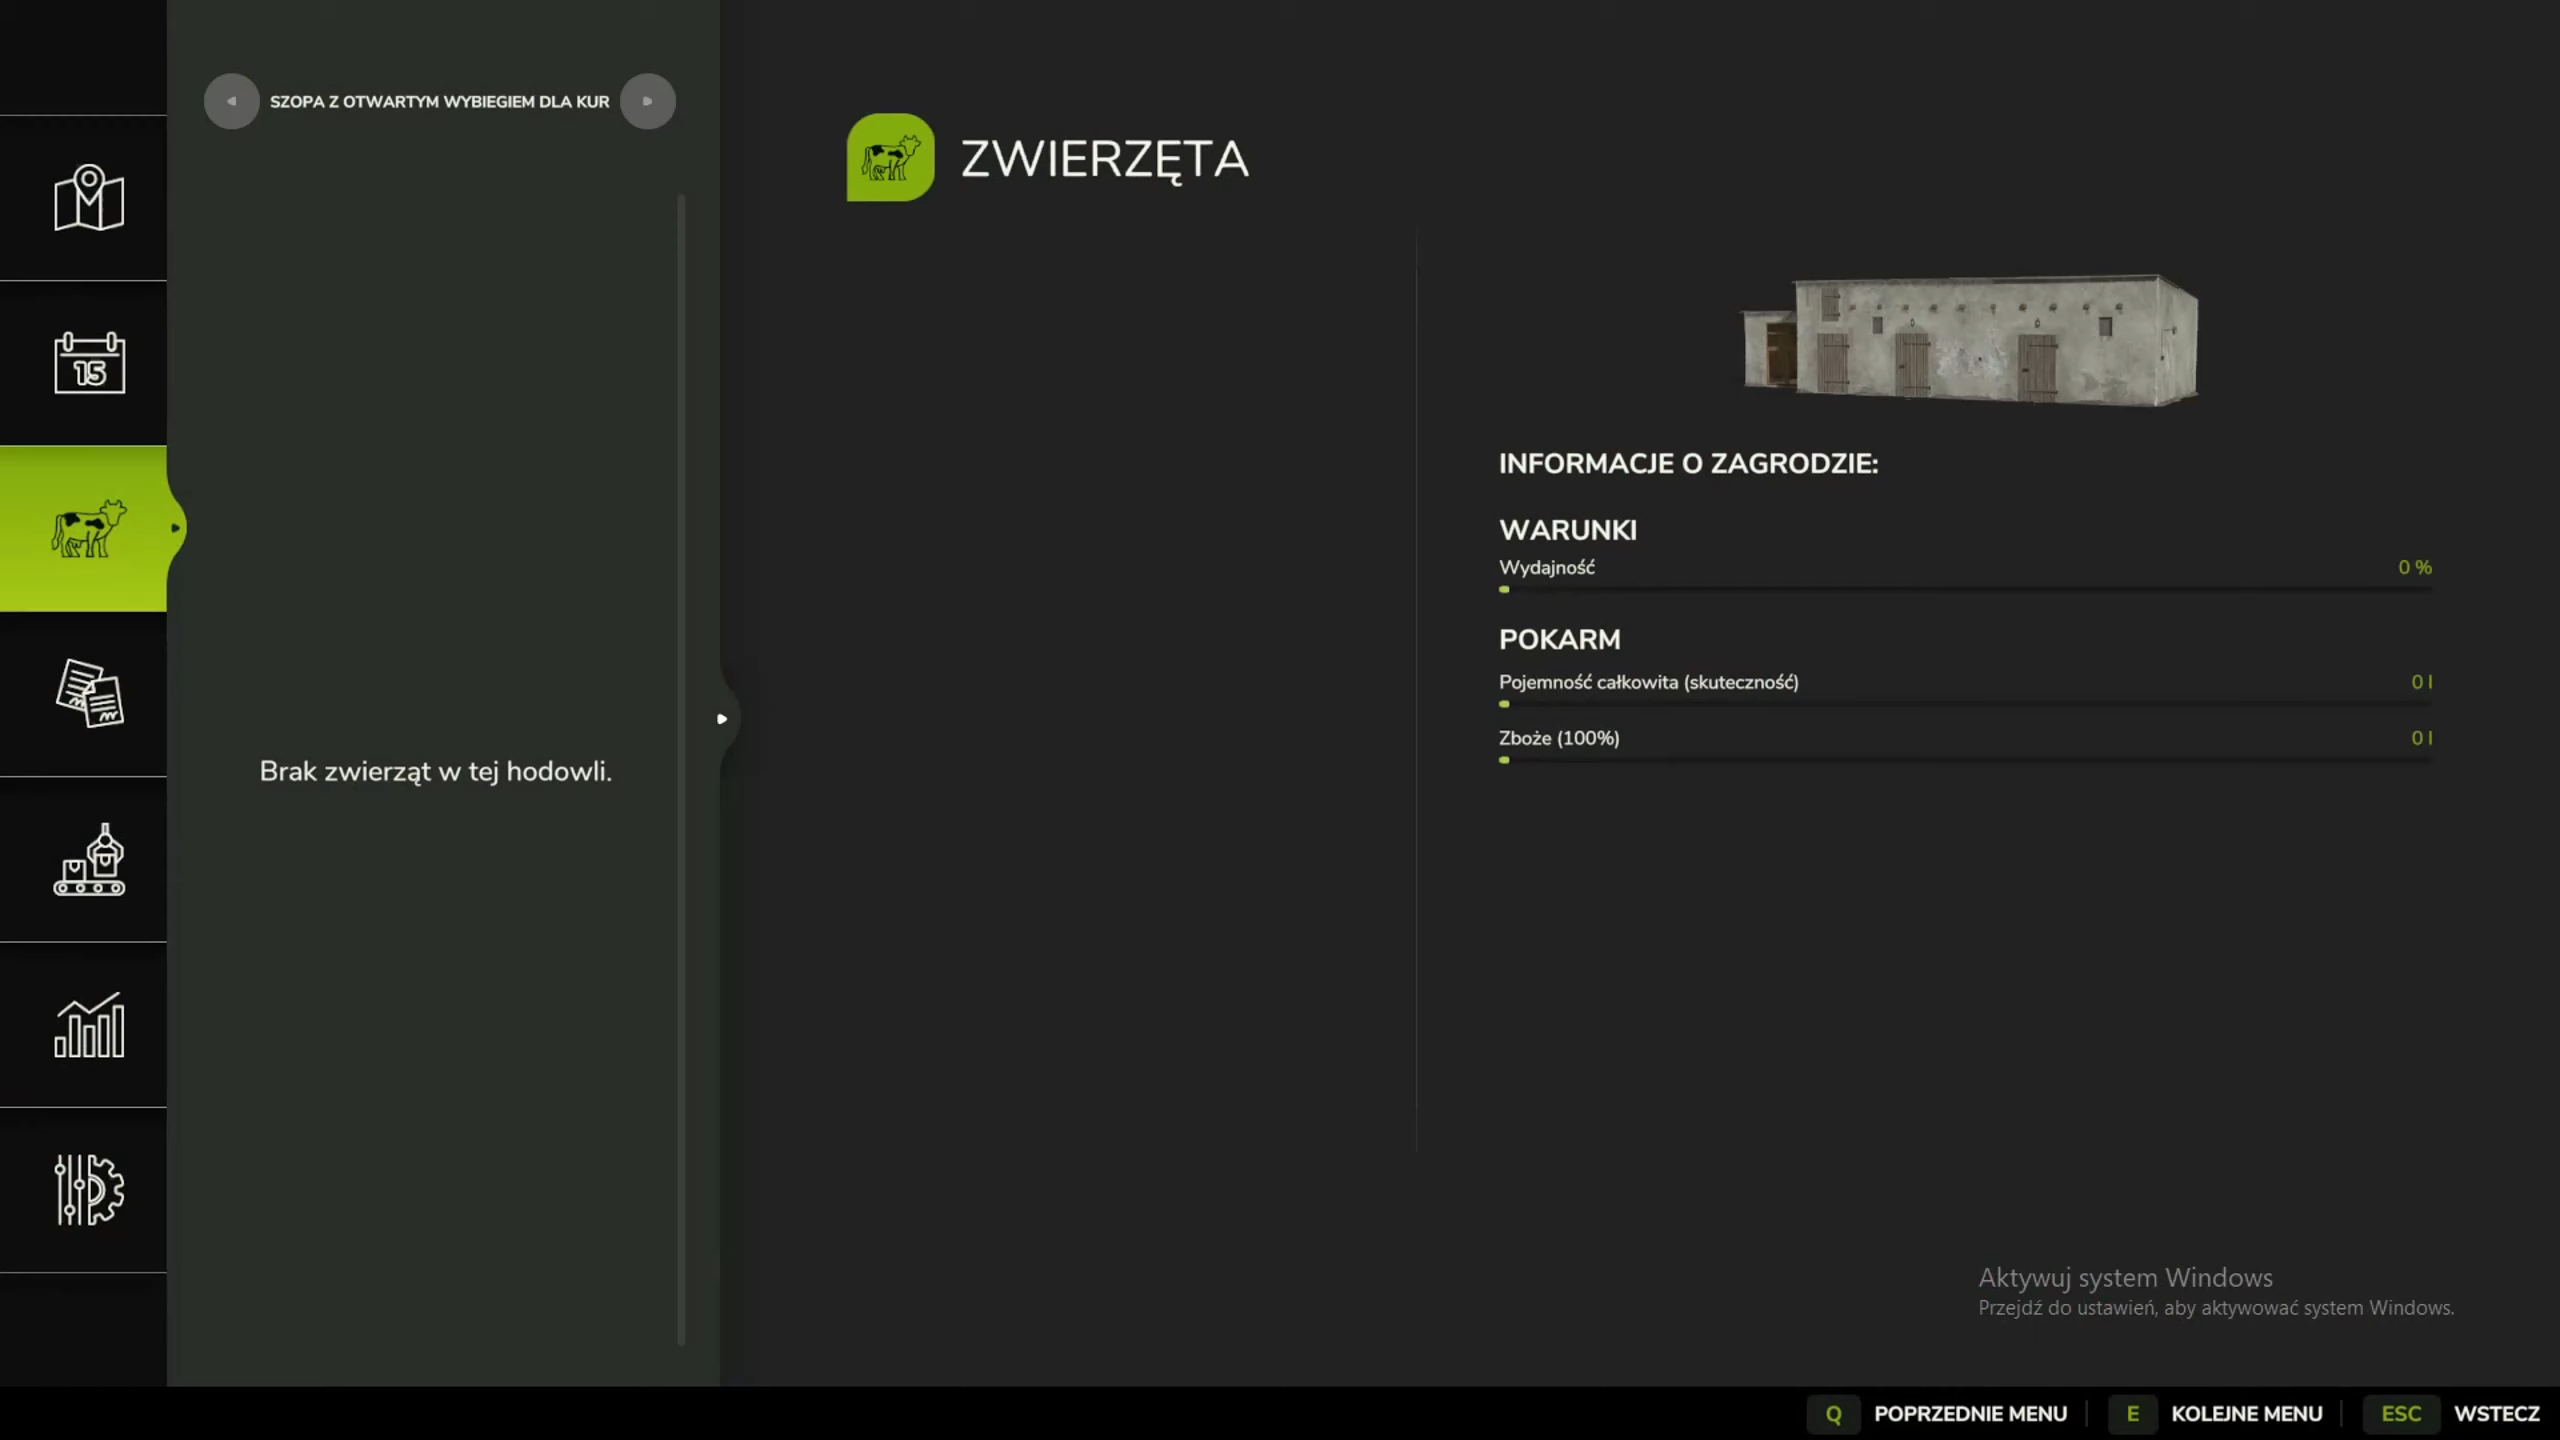 SZOPA Z OTWARTYM WYBIEGIEM DLA KUR
ZWIERZĘTA
15
Brak zwierząt w tej hodowli.
INFORMACJE O ZAGRODZIE:
WARUNKI
Wydajność 0 %
POKARM
Pojemność całkowita (skuteczność) 0 l
Zboże (100%) 0 l
Aktywuj system Windows
Przejdź do ustawień, aby aktywować system Windows.
Q POPRZEDNIE MENU E KOLEJNE MENU ESC WSTECZ